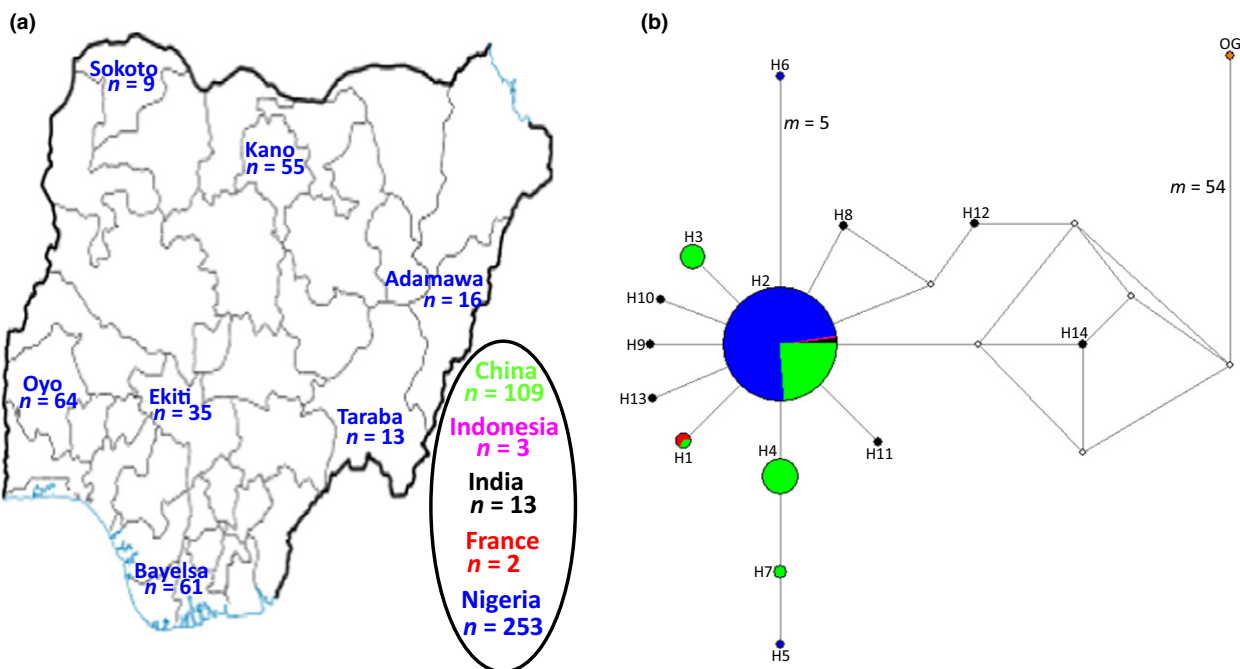 (a)
Sokoto
n = 9
Kano
n = 55
Adamawa
n = 16
Oyo
n = 64
Ekiti
n = 35
Taraba
n = 13
Bayelsa
n = 61
China
n = 109
Indonesia
n = 3
India
n = 13
France
n = 2
Nigeria
n = 253
(b)
OG
H6
m = 5
m = 54
H8
H12
H3
H2
H10
H9
H14
H13
H1
H4
H11
H7
H5